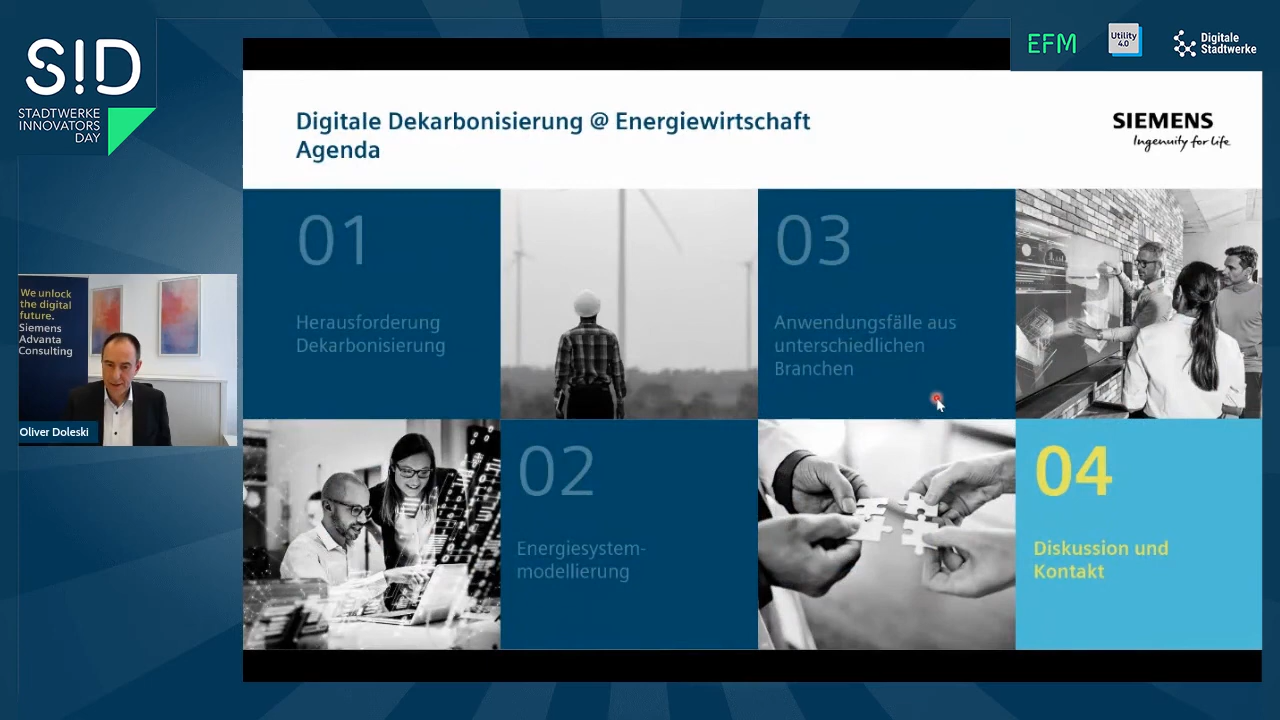 S!D
STADTWERKE
INNOVATORS
DAY
EFM
Utility
4.0
Digitale
Stadtwerke
Digitale Dekarbonisierung @ Energiewirtschaft
Agenda
SIEMENS
Ingenuity for life
01
Herausforderung
Dekarbonisierung
03
Anwendungsfälle aus
unterschiedlichen
Branchen
02
Energiesystem-
modellierung
04
Diskussion und
Kontakt
We unlock
the digital
future.
Siemens
Advanta
Consulting
Oliver Doleski